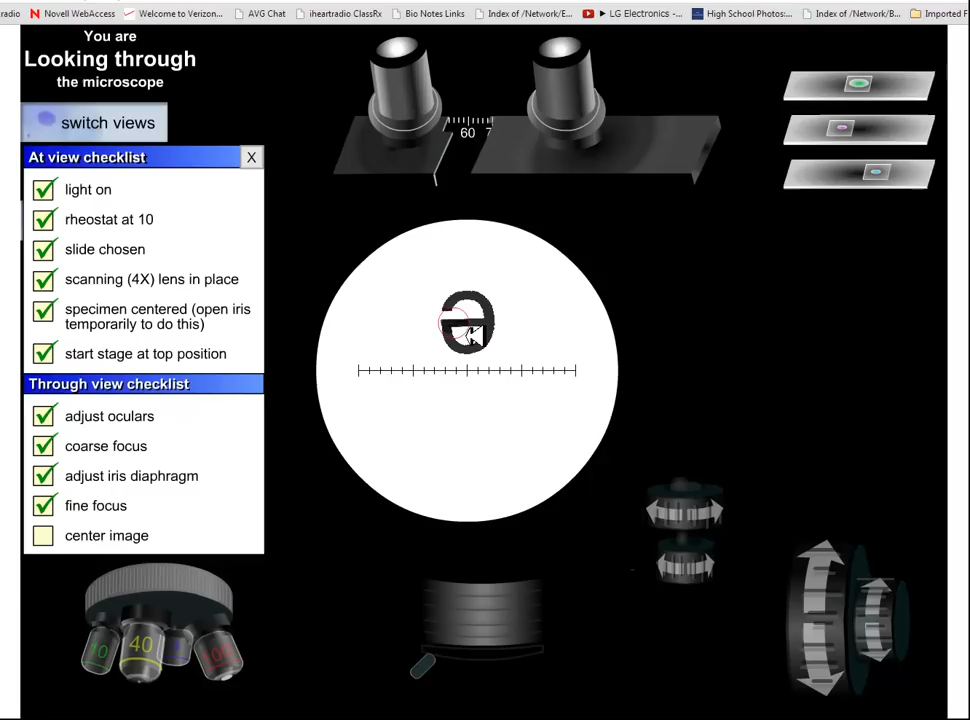 radio Novell WebAccess Welcome to Verizon... AVG Chat iheartradio ClassRx Bio Notes Links Index of /Network/E... ► LG Electronics -... High School Photos:... Index of /Network/B... Imported F
You are
Looking through
the microscope
switch views
At view checklist X
light on
rheostat at 10
slide chosen
scanning (4X) lens in place
specimen centered (open iris
temporarily to do this)
start stage at top position
Through view checklist
adjust oculars
coarse focus
adjust iris diaphragm
fine focus
center image
60 7
e
10 40 100